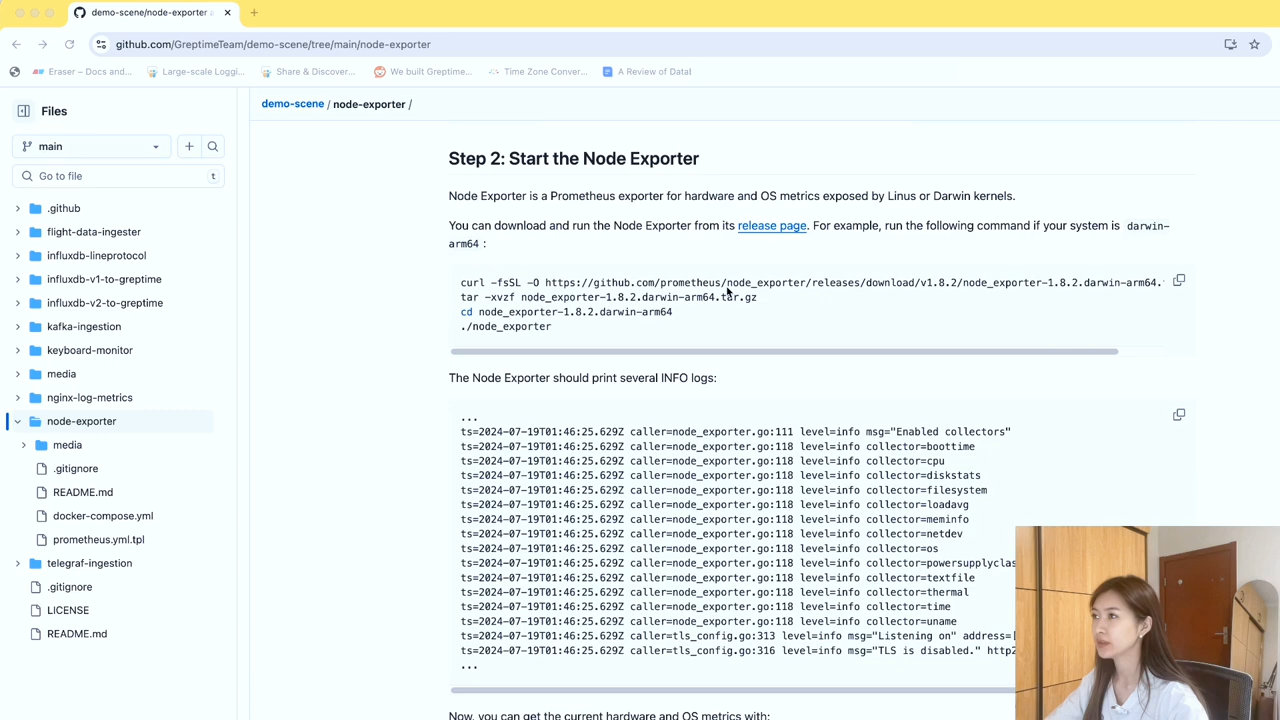 demo-scene/node-exporter
github.com/GreptimeTeam/demo-scene/tree/main/node-exporter
Eraser – Docs and...
Large-scale Loggi...
Share & Discover...
We built Greptime...
Time Zone Conver...
A Review of Datab
Files
main
Go to file
t
.github
flight-data-ingester
influxdb-lineprotocol
influxdb-v1-to-greptime
influxdb-v2-to-greptime
kafka-ingestion
keyboard-monitor
media
nginx-log-metrics
node-exporter
media
.gitignore
README.md
docker-compose.yml
prometheus.yml.tpl
telegraf-ingestion
.gitignore
LICENSE
README.md
demo-scene / node-exporter /
Step 2: Start the Node Exporter
Node Exporter is a Prometheus exporter for hardware and OS metrics exposed by Linus or Darwin kernels.
You can download and run the Node Exporter from its release page. For example, run the following command if your system is darwin-
arm64 :
curl -fsSL -O https://github.com/prometheus/node_exporter/releases/download/v1.8.2/node_exporter-1.8.2.darwin-arm64.
tar -xvzf node_exporter-1.8.2.darwin-arm64.tar.gz
cd node_exporter-1.8.2.darwin-arm64
./node_exporter
The Node Exporter should print several INFO logs:
...
ts=2024-07-19T01:46:25.629Z caller=node_exporter.go:111 level=info msg="Enabled collectors"
ts=2024-07-19T01:46:25.629Z caller=node_exporter.go:118 level=info collector=boottime
ts=2024-07-19T01:46:25.629Z caller=node_exporter.go:118 level=info collector=cpu
ts=2024-07-19T01:46:25.629Z caller=node_exporter.go:118 level=info collector=diskstats
ts=2024-07-19T01:46:25.629Z caller=node_exporter.go:118 level=info collector=filesystem
ts=2024-07-19T01:46:25.629Z caller=node_exporter.go:118 level=info collector=loadavg
ts=2024-07-19T01:46:25.629Z caller=node_exporter.go:118 level=info collector=meminfo
ts=2024-07-19T01:46:25.629Z caller=node_exporter.go:118 level=info collector=netdev
ts=2024-07-19T01:46:25.629Z caller=node_exporter.go:118 level=info collector=os
ts=2024-07-19T01:46:25.629Z caller=node_exporter.go:118 level=info collector=powersupplyclas
ts=2024-07-19T01:46:25.629Z caller=node_exporter.go:118 level=info collector=textfile
ts=2024-07-19T01:46:25.629Z caller=node_exporter.go:118 level=info collector=thermal
ts=2024-07-19T01:46:25.629Z caller=node_exporter.go:118 level=info collector=time
ts=2024-07-19T01:46:25.629Z caller=node_exporter.go:118 level=info collector=uname
ts=2024-07-19T01:46:25.629Z caller=tls_config.go:313 level=info msg="Listening on" address=[
ts=2024-07-19T01:46:25.629Z caller=tls_config.go:316 level=info msg="TLS is disabled." http2
...
Now, you can get the current hardware and OS metrics with: